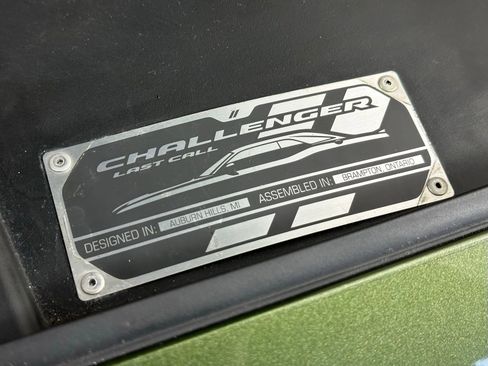 CHALLENGER
LAST CALL
DESIGNED IN: AUBURN HILLS, MI ASSEMBLED IN: BRAMPTON, ONTARIO